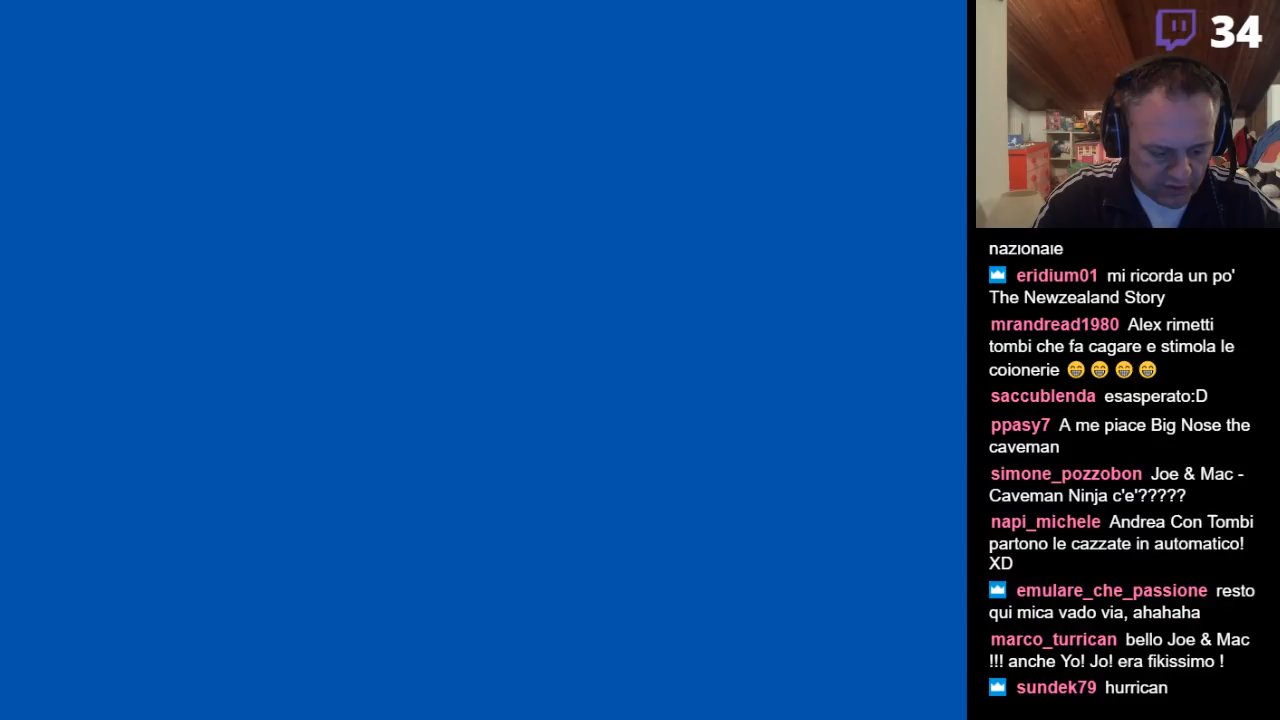 34
nazionale
eridium01 mi ricorda un po'
The Newzealand Story
mrandread1980 Alex rimetti
tombi che fa cagare e stimola le
coionerie 😁 😁 😁 😁
saccublenda esasperato:D
ppasy7 A me piace Big Nose the
caveman
simone_pozzobon Joe & Mac -
Caveman Ninja c'e'?????
napi_michele Andrea Con Tombi
partono le cazzate in automatico!
XD
emulare_che_passione resto
qui mica vado via, ahahaha
marco_turrican bello Joe & Mac
!!! anche Yo! Jo! era fikissimo !
sundek79 hurrican